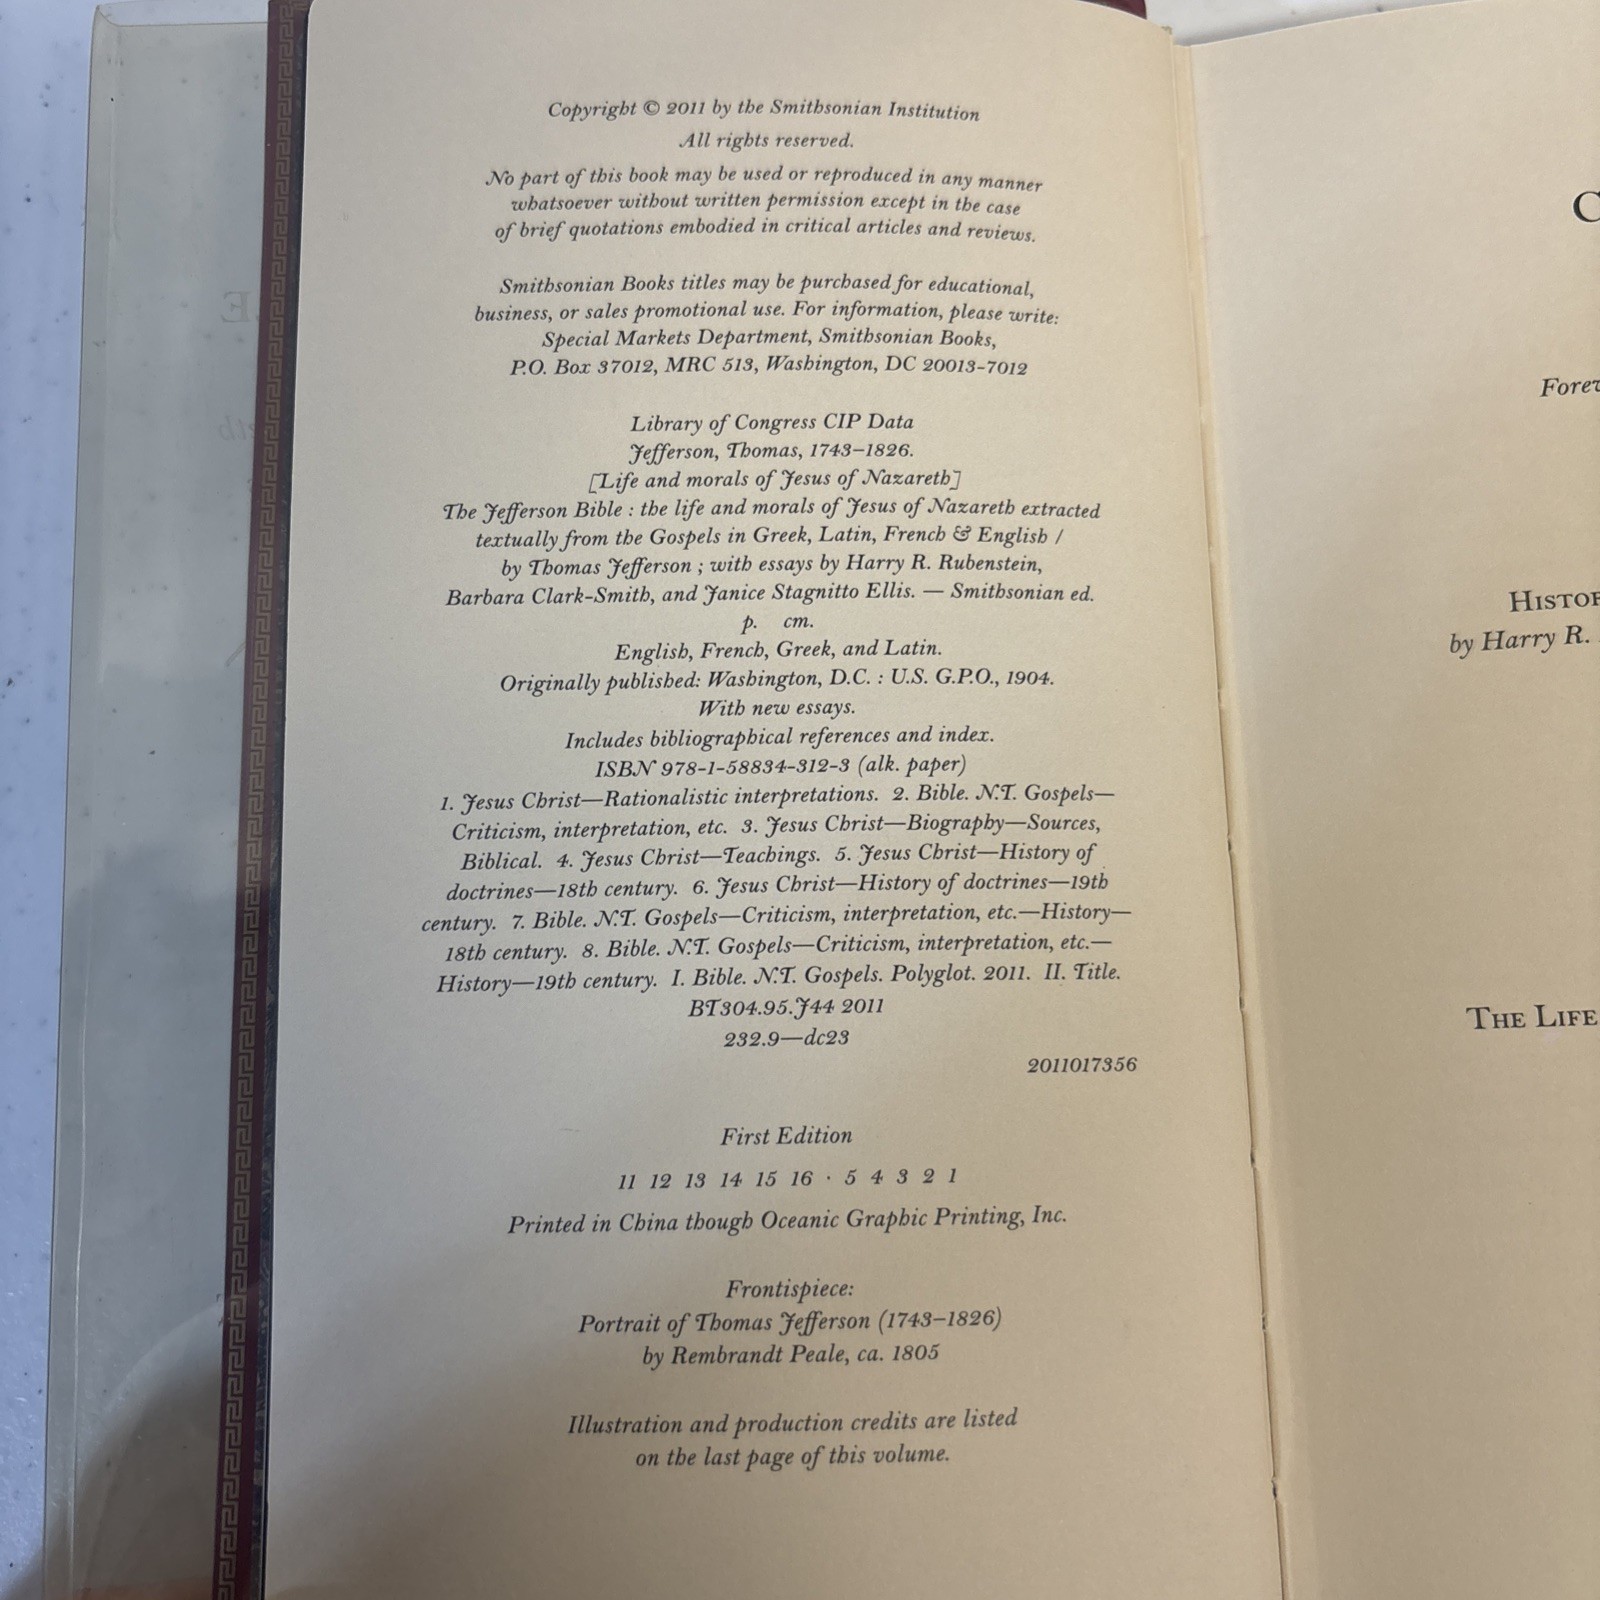 Copyright © 2011 by the Smithsonian Institution
All rights reserved.
No part of this book may be used or reproduced in any manner
whatsoever without written permission except in the case
of brief quotations embodied in critical articles and reviews.
Smithsonian Books titles may be purchased for educational,
business, or sales promotional use. For information, please write:
Special Markets Department, Smithsonian Books,
P.O. Box 37012, MRC 513, Washington, DC 20013-7012
Library of Congress CIP Data
Jefferson, Thomas, 1743–1826.
[Life and morals of Jesus of Nazareth]
The Jefferson Bible : the life and morals of Jesus of Nazareth extracted
textually from the Gospels in Greek, Latin, French & English /
by Thomas Jefferson ; with essays by Harry R. Rubenstein,
Barbara Clark-Smith, and Janice Stagnitto Ellis. — Smithsonian ed.
p. cm.
English, French, Greek, and Latin.
Originally published: Washington, D.C. : U.S. G.P.O., 1904.
With new essays.
Includes bibliographical references and index.
ISBN 978-1-58834-312-3 (alk. paper)
1. Jesus Christ—Rationalistic interpretations. 2. Bible. N.T. Gospels—
Criticism, interpretation, etc. 3. Jesus Christ—Biography—Sources,
Biblical. 4. Jesus Christ—Teachings. 5. Jesus Christ—History of
doctrines—18th century. 6. Jesus Christ—History of doctrines—19th
century. 7. Bible. N.T. Gospels—Criticism, interpretation, etc.—History—
18th century. 8. Bible. N.T. Gospels—Criticism, interpretation, etc.—
History—19th century. I. Bible. N.T. Gospels. Polyglot. 2011. II. Title.
BT304.95.J44 2011
232.9—dc23
2011017356
First Edition
11 12 13 14 15 16 · 5 4 3 2 1
Printed in China though Oceanic Graphic Printing, Inc.
Frontispiece:
Portrait of Thomas Jefferson (1743–1826)
by Rembrandt Peale, ca. 1805
Illustration and production credits are listed
on the last page of this volume.
C
Forew
Histor
by Harry R.
The Life